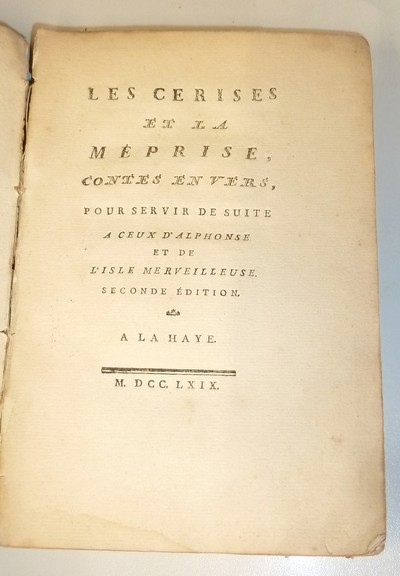 LES CERISES
ET LA
MÉPRISE,
CONTES EN VERS,
POUR SERVIR DE SUITE
A CEUX D'ALPHONSE
ET DE
L'ISLE MERVEILLEUSE.
SECONDE ÉDITION.
A LA HAYE.
M. DCC. LXIX.